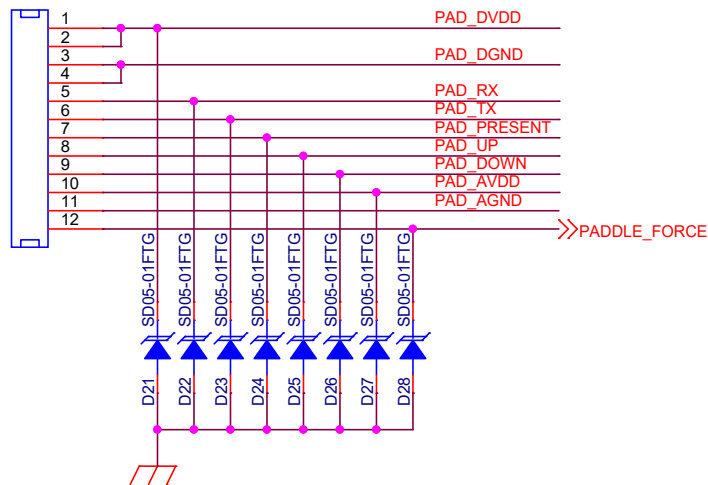 1 PAD_DVDD
2
3 PAD_DGND
4
5 PAD_RX
6 PAD_TX
7 PAD_PRESENT
8 PAD_UP
9 PAD_DOWN
10 PAD_AVDD
11 PAD_AGND
12 PADDLE_FORCE
SD05-01FTG
SD05-01FTG
SD05-01FTG
SD05-01FTG
SD05-01FTG
SD05-01FTG
SD05-01FTG
SD05-01FTG
D21
D22
D23
D24
D25
D26
D27
D28